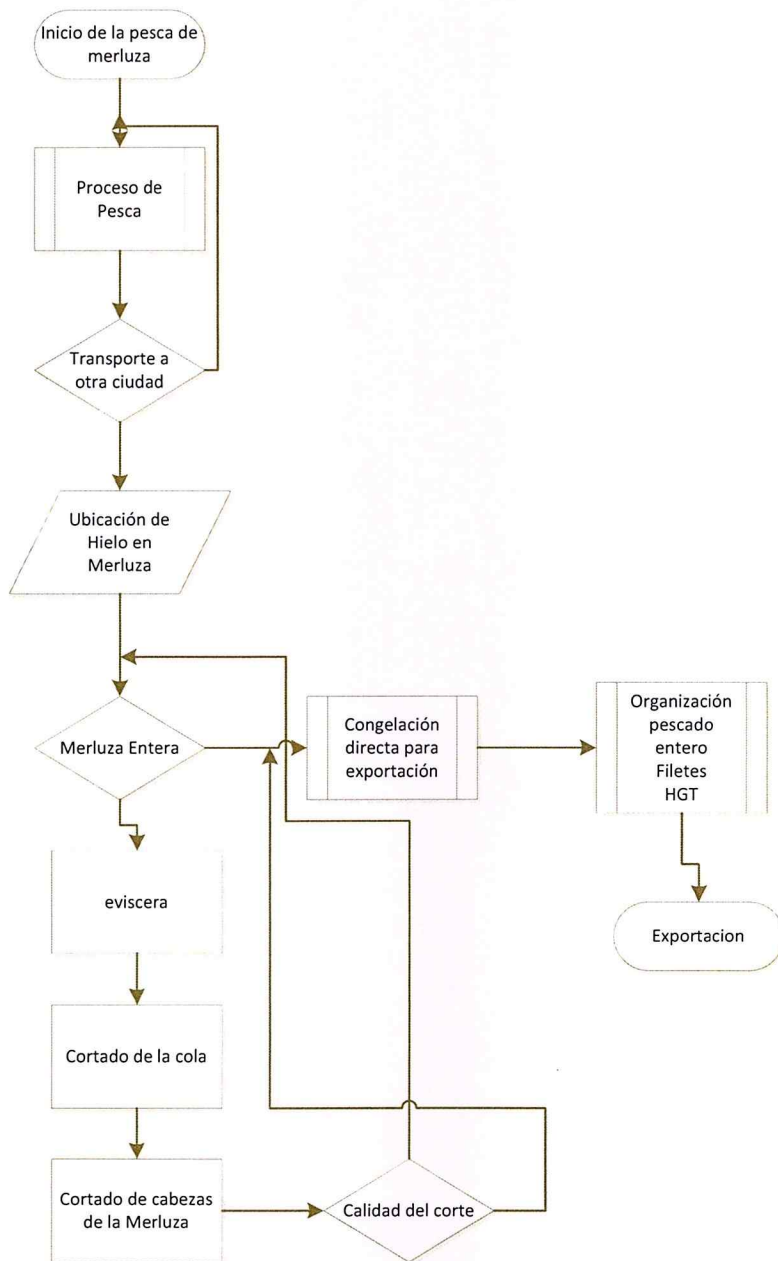 Inicio de la pesca de
merluza
Proceso de
Pesca
Transporte a
otra ciudad
Ubicación de
Hielo en
Merluza
Merluza Entera
Congelación
directa para
exportación
Organización
pescado
entero
Filetes
HGT
eviscera
Exportacion
Cortado de la cola
Cortado de cabezas
de la Merluza
Calidad del corte